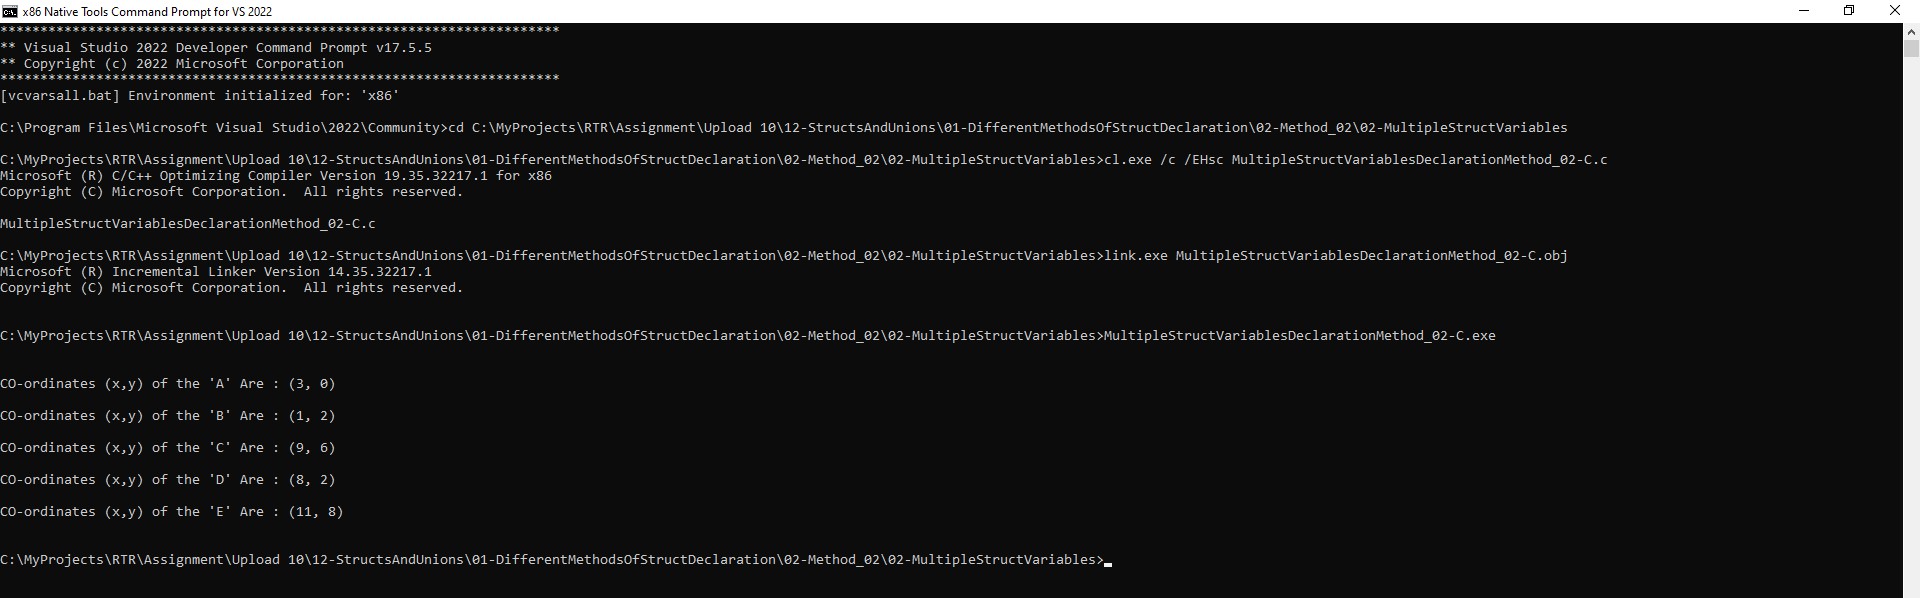 x86 Native Tools Command Prompt for VS 2022
**********************************************************************
** Visual Studio 2022 Developer Command Prompt v17.5.5
** Copyright (c) 2022 Microsoft Corporation
**********************************************************************
[vcvarsall.bat] Environment initialized for: 'x86'
C:\Program Files\Microsoft Visual Studio\2022\Community>cd C:\MyProjects\RTR\Assignment\Upload 10\12-StructsAndUnions\01-DifferentMethodsOfStructDeclaration\02-Method_02\02-MultipleStructVariables
C:\MyProjects\RTR\Assignment\Upload 10\12-StructsAndUnions\01-DifferentMethodsOfStructDeclaration\02-Method_02\02-MultipleStructVariables>cl.exe /c /EHsc MultipleStructVariablesDeclarationMethod_02-C.c
Microsoft (R) C/C++ Optimizing Compiler Version 19.35.32217.1 for x86
Copyright (C) Microsoft Corporation.  All rights reserved.
MultipleStructVariablesDeclarationMethod_02-C.c
C:\MyProjects\RTR\Assignment\Upload 10\12-StructsAndUnions\01-DifferentMethodsOfStructDeclaration\02-Method_02\02-MultipleStructVariables>link.exe MultipleStructVariablesDeclarationMethod_02-C.obj
Microsoft (R) Incremental Linker Version 14.35.32217.1
Copyright (C) Microsoft Corporation.  All rights reserved.
C:\MyProjects\RTR\Assignment\Upload 10\12-StructsAndUnions\01-DifferentMethodsOfStructDeclaration\02-Method_02\02-MultipleStructVariables>MultipleStructVariablesDeclarationMethod_02-C.exe
CO-ordinates (x,y) of the 'A' Are : (3, 0)
CO-ordinates (x,y) of the 'B' Are : (1, 2)
CO-ordinates (x,y) of the 'C' Are : (9, 6)
CO-ordinates (x,y) of the 'D' Are : (8, 2)
CO-ordinates (x,y) of the 'E' Are : (11, 8)
C:\MyProjects\RTR\Assignment\Upload 10\12-StructsAndUnions\01-DifferentMethodsOfStructDeclaration\02-Method_02\02-MultipleStructVariables>